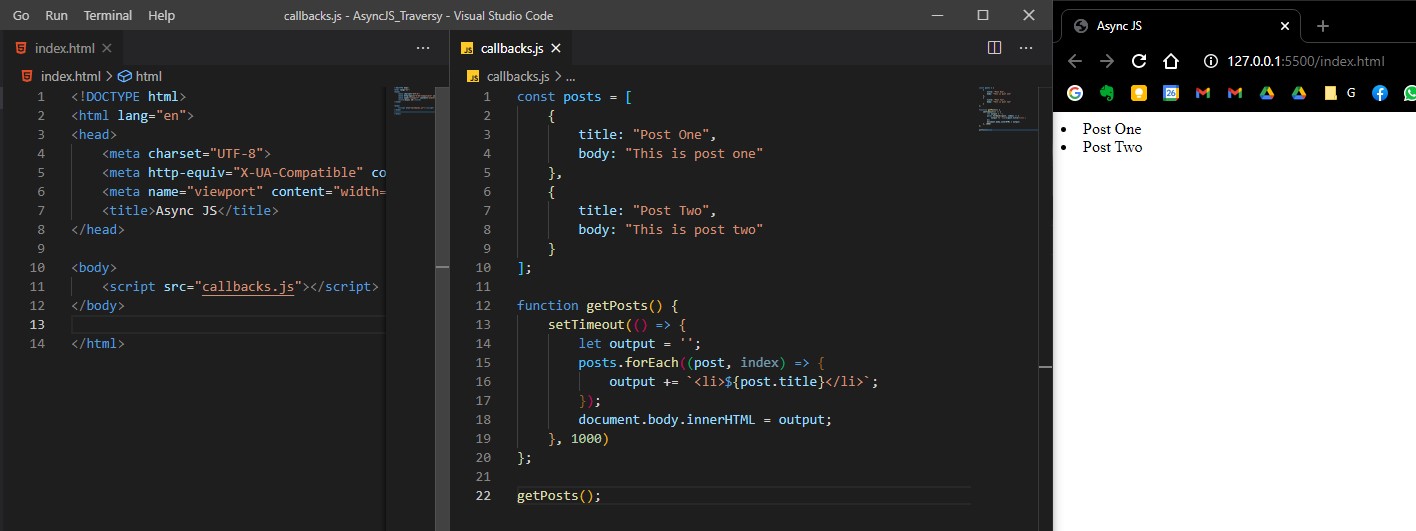 Go Run Terminal Help callbacks.js - AsyncJS_Traversy - Visual Studio Code
index.html
index.html > html
1 <!DOCTYPE html>
2 <html lang="en">
3 <head>
4 <meta charset="UTF-8">
5 <meta http-equiv="X-UA-Compatible" co
6 <meta name="viewport" content="width=
7 <title>Async JS</title>
8 </head>
9
10 <body>
11 <script src="callbacks.js"></script>
12 </body>
13
14 </html>
JS callbacks.js
JS callbacks.js > ...
1 const posts = [
2 {
3 title: "Post One",
4 body: "This is post one"
5 },
6 {
7 title: "Post Two",
8 body: "This is post two"
9 }
10 ];
11
12 function getPosts() {
13 setTimeout(() => {
14 let output = '';
15 posts.forEach((post, index) => {
16 output += `<li>${post.title}</li>`;
17 });
18 document.body.innerHTML = output;
19 }, 1000)
20 };
21
22 getPosts();
Async JS
127.0.0.1:5500/index.html
26 G
Post One
Post Two